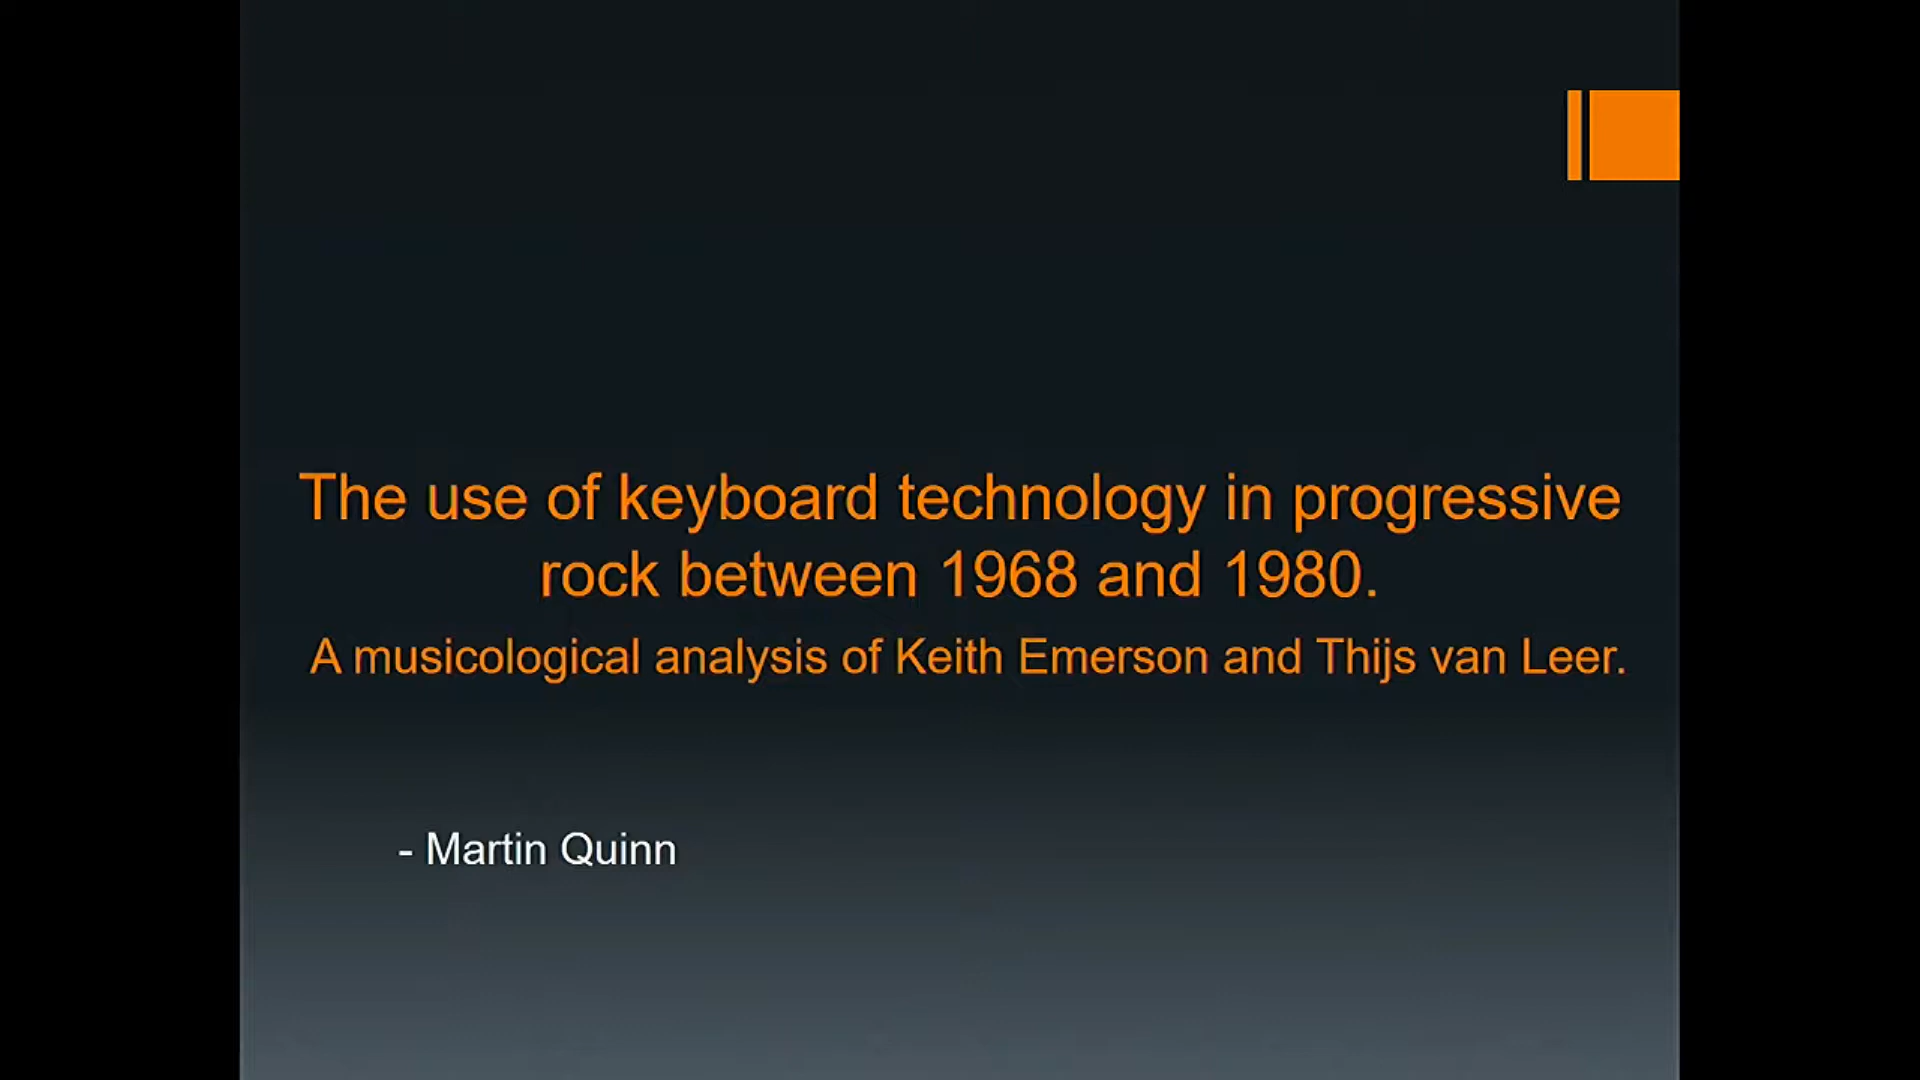 The use of keyboard technology in progressive
rock between 1968 and 1980.
A musicological analysis of Keith Emerson and Thijs van Leer.
- Martin Quinn